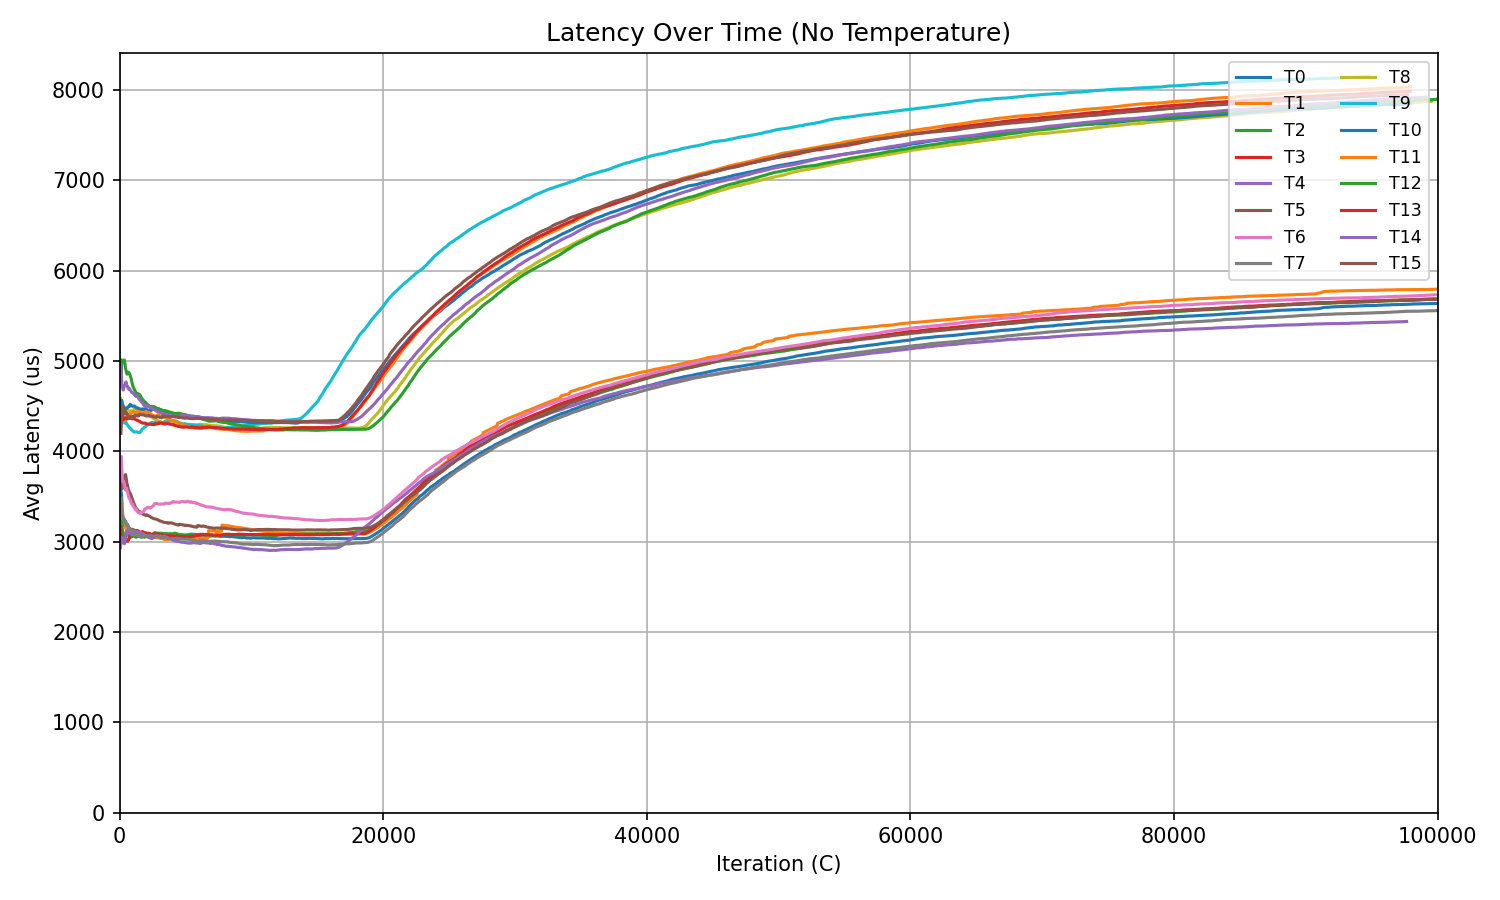 Latency Over Time (No Temperature)
8000
7000
6000
5000
4000
3000
2000
1000
0
Avg Latency (us)
0 20000 40000 60000 80000 100000
Iteration (C)
T0 T8
T1 T9
T2 T10
T3 T11
T4 T12
T5 T13
T6 T14
T7 T15